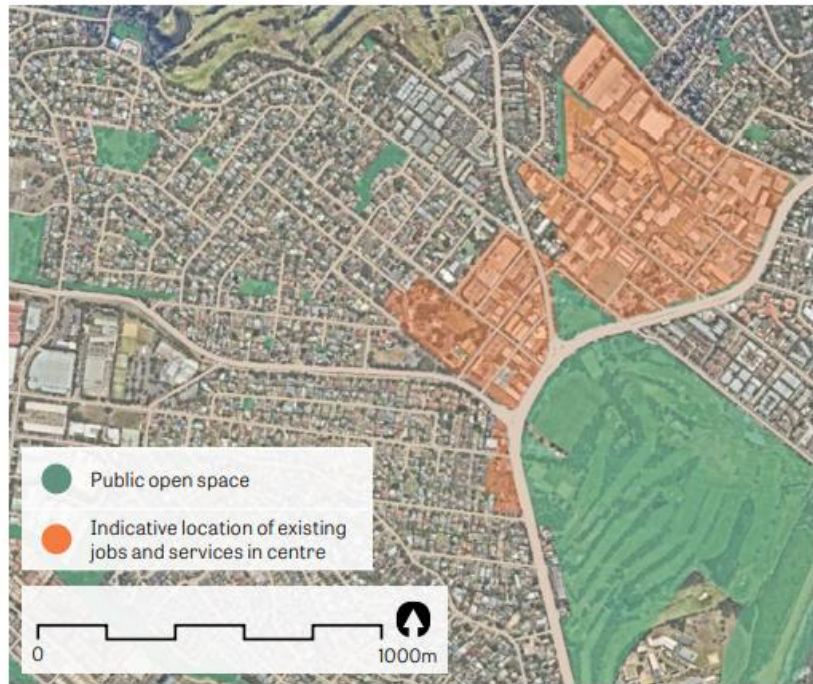 Public open space
Indicative location of existing
jobs and services in centre
0
1000m